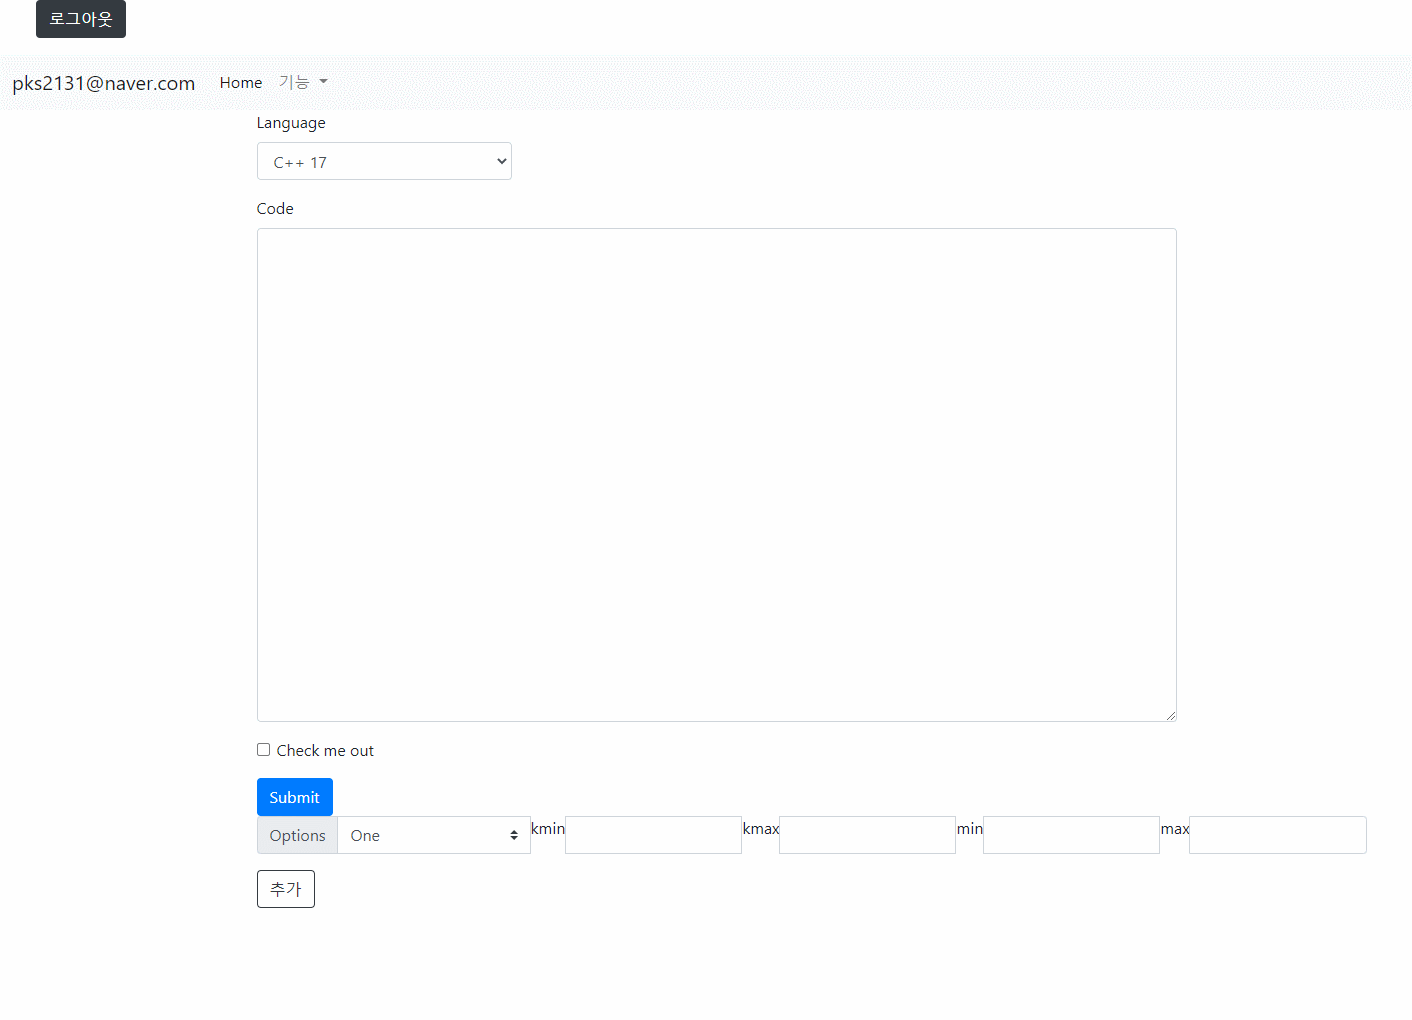 로그아웃
pks2131@naver.com Home 기능
Language
C++ 17
Code
Check me out
Submit
Options One kmin kmax min max
추가